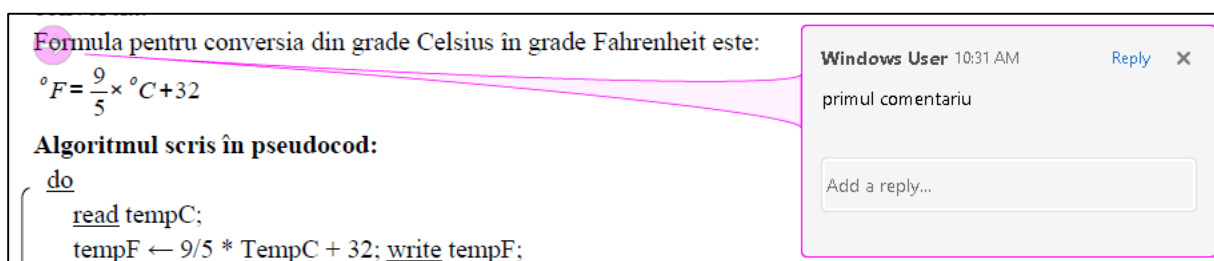 Formula pentru conversia din grade Celsius în grade Fahrenheit este:
°F = 9/5 × °C + 32
Algoritmul scris în pseudocod:
do
read tempC;
tempF ← 9/5 * TempC + 32; write tempF;
Windows User 10:31 AM Reply ×
primul comentariu
Add a reply...